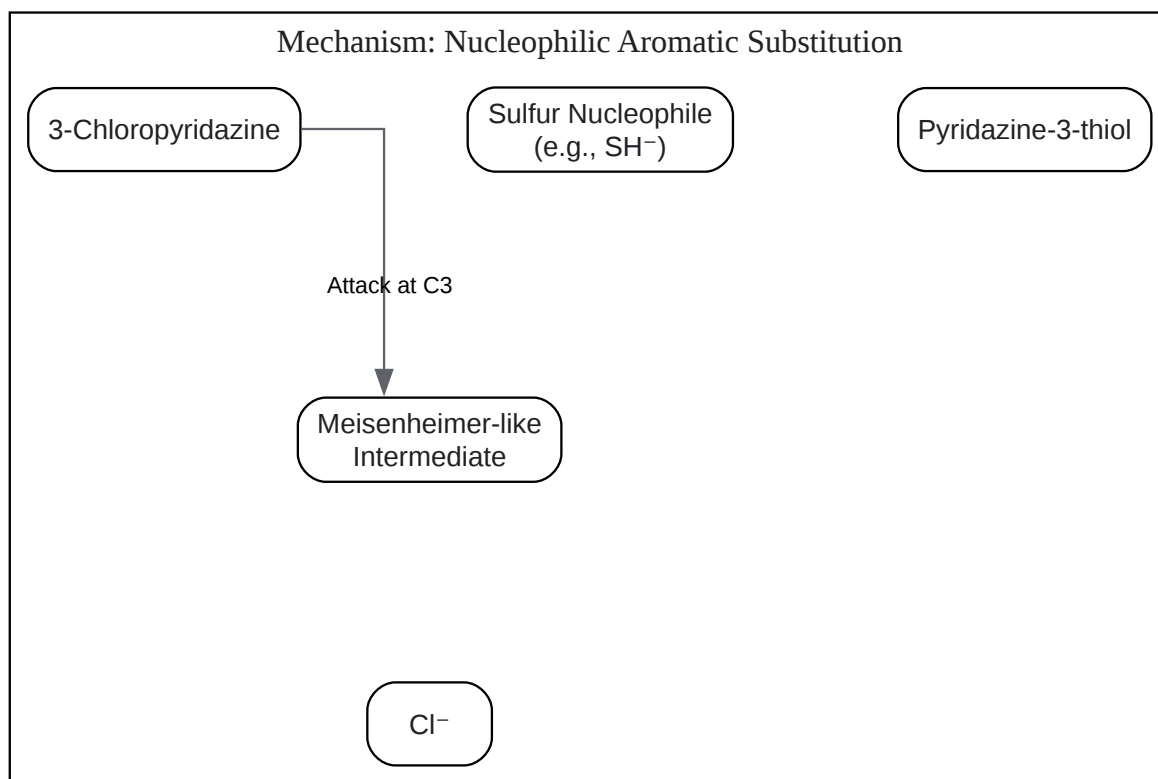 Mechanism: Nucleophilic Aromatic Substitution
3-Chloropyridazine
Sulfur Nucleophile
(e.g., SH⁻)
Pyridazine-3-thiol
Attack at C3
Meisenheimer-like
Intermediate
Cl⁻